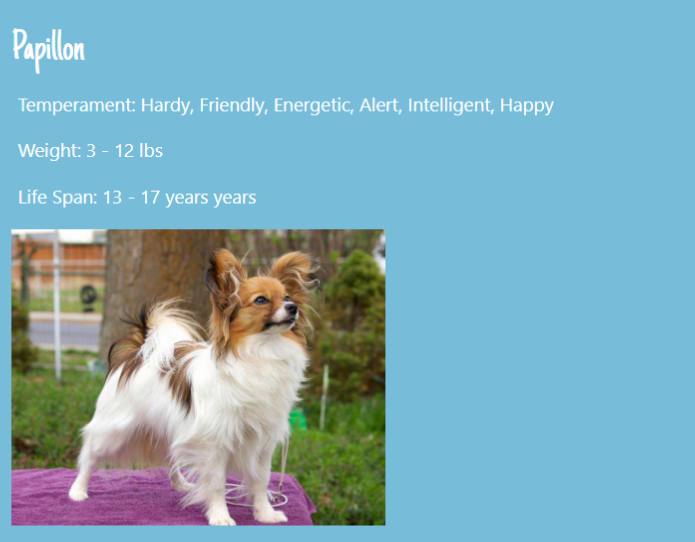 Papillon
Temperament: Hardy, Friendly, Energetic, Alert, Intelligent, Happy
Weight: 3 - 12 lbs
Life Span: 13 - 17 years years